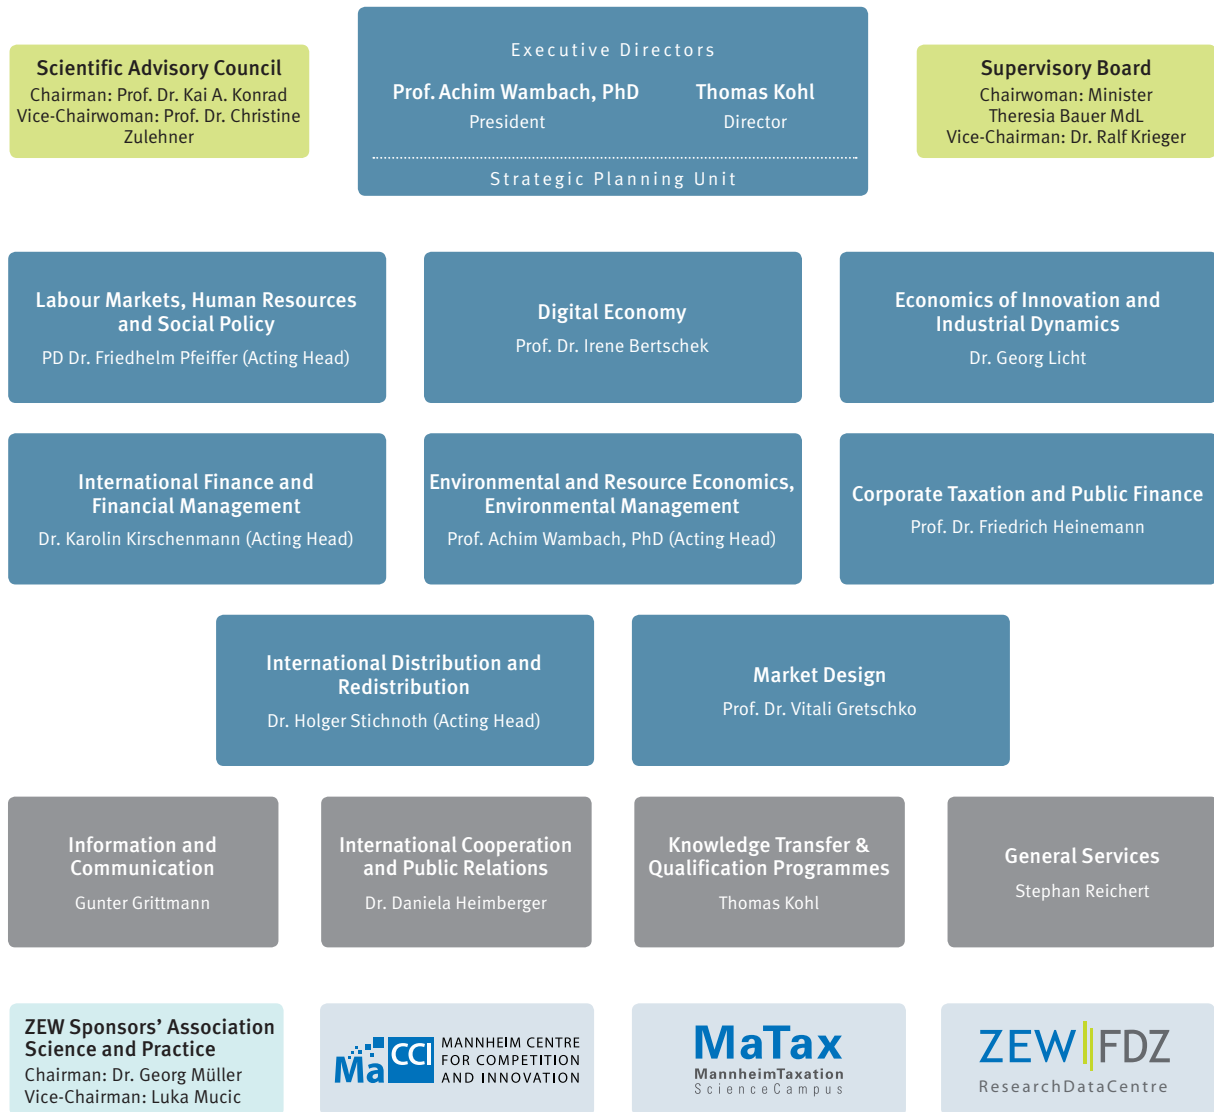 Scientific Advisory Council
Chairman: Prof. Dr. Kai A. Konrad
Vice-Chairwoman: Prof. Dr. Christine
Zulehner
Executive Directors
Prof. Achim Wambach, PhD
President
Thomas Kohl
Director
Strategic Planning Unit
Supervisory Board
Chairwoman: Minister
Theresia Bauer MdL
Vice-Chairman: Dr. Ralf Krieger
Labour Markets, Human Resources
and Social Policy
PD Dr. Friedhelm Pfeiffer (Acting Head)
Digital Economy
Prof. Dr. Irene Bertschek
Economics of Innovation and
Industrial Dynamics
Dr. Georg Licht
International Finance and
Financial Management
Dr. Karolin Kirschenmann (Acting Head)
Environmental and Resource Economics,
Environmental Management
Prof. Achim Wambach, PhD (Acting Head)
Corporate Taxation and Public Finance
Prof. Dr. Friedrich Heinemann
International Distribution and
Redistribution
Dr. Holger Stichnoth (Acting Head)
Market Design
Prof. Dr. Vitali Gretschko
Information and
Communication
Gunter Grittmann
International Cooperation
and Public Relations
Dr. Daniela Heimberger
Knowledge Transfer &
Qualification Programmes
Thomas Kohl
General Services
Stephan Reichert
ZEW Sponsors’ Association
Science and Practice
Chairman: Dr. Georg Müller
Vice-Chairman: Luka Mucic
MaCCI
MANNHEIM CENTRE
FOR COMPETITION
AND INNOVATION
MaTax
MannheimTaxation
ScienceCampus
ZEW FDZ
ResearchDataCentre